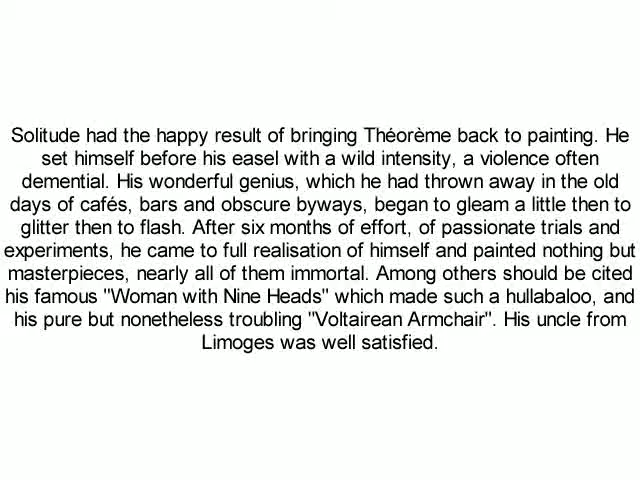 Solitude had the happy result of bringing Théorème back to painting. He
set himself before his easel with a wild intensity, a violence often
demential. His wonderful genius, which he had thrown away in the old
days of cafés, bars and obscure byways, began to gleam a little then to
glitter then to flash. After six months of effort, of passionate trials and
experiments, he came to full realisation of himself and painted nothing but
masterpieces, nearly all of them immortal. Among others should be cited
his famous "Woman with Nine Heads" which made such a hullabaloo, and
his pure but nonetheless troubling "Voltairean Armchair". His uncle from
Limoges was well satisfied.